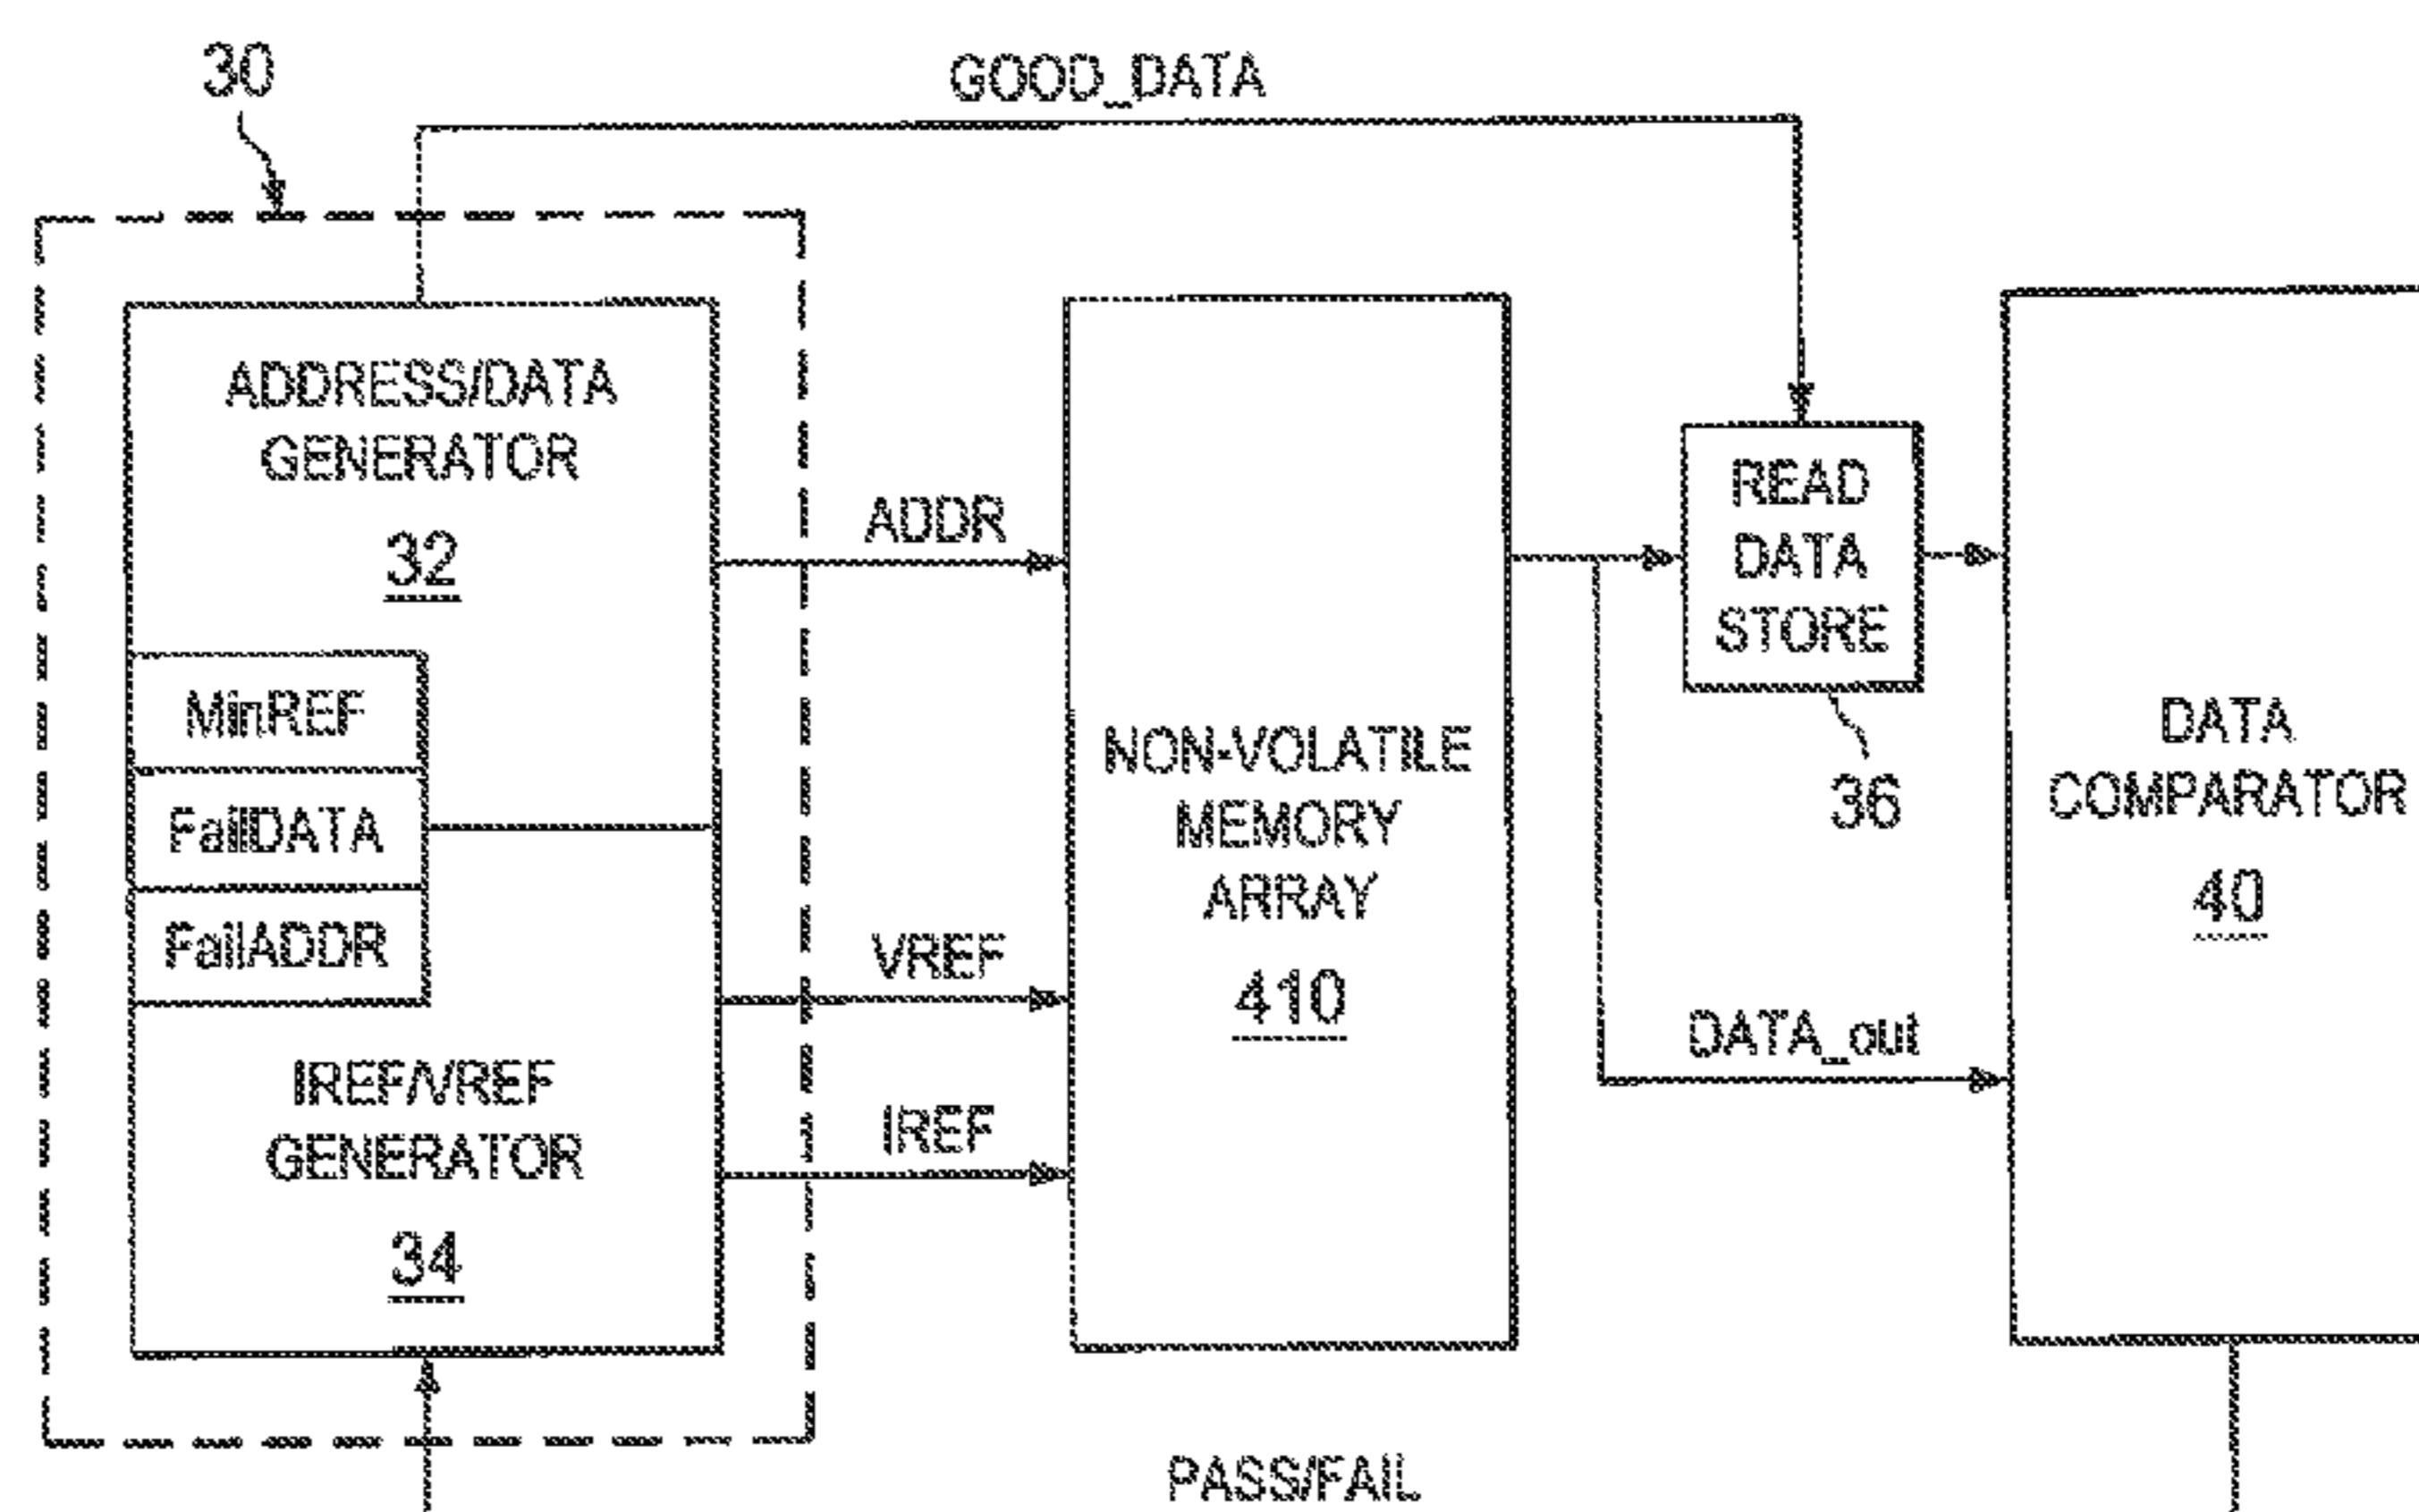 30
GOOD_DATA
ADDRESS/DATA
GENERATOR
32
MinREF
FailDATA
FailADDR
IREF/VREF
GENERATOR
34
ADDR
VREF
IREF
NON-VOLATILE
MEMORY
ARRAY
410
READ
DATA
STORE
36
DATA_out
DATA
COMPARATOR
40
PASS/FAIL